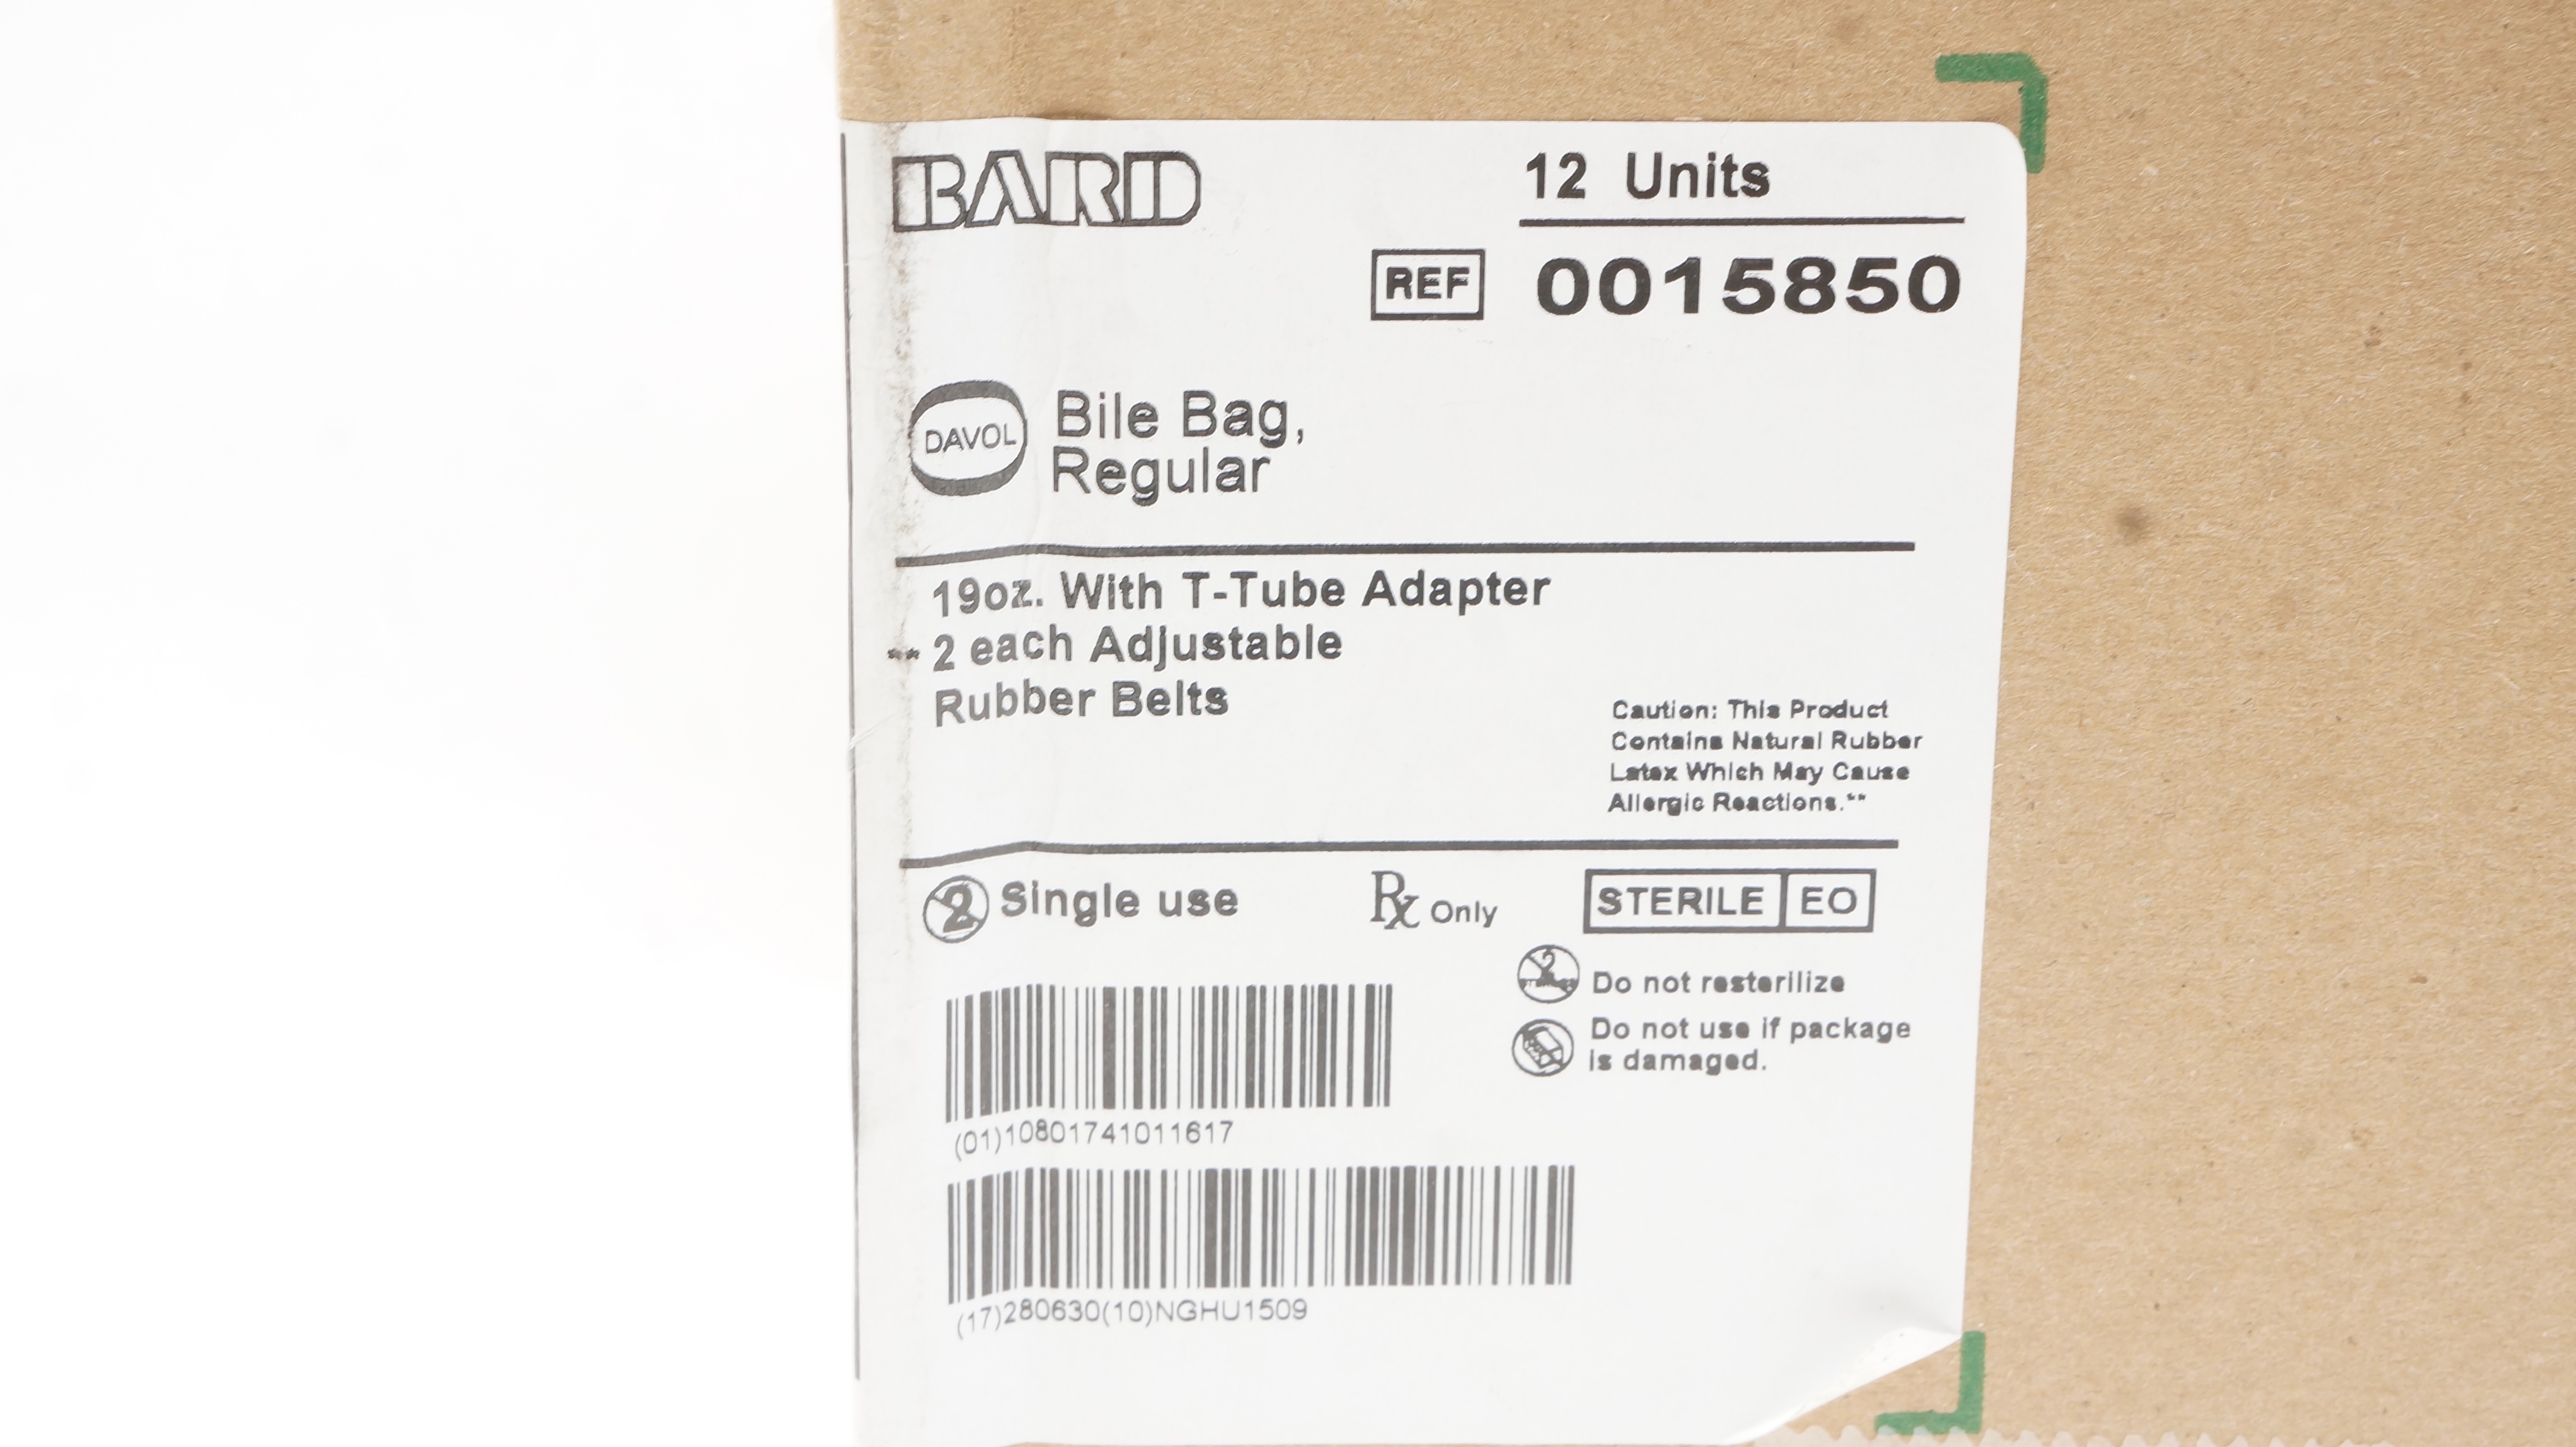 BARD
12 Units
REF 0015850
DAVOL
Bile Bag,
Regular
19oz. With T-Tube Adapter
** 2 each Adjustable
Rubber Belts
Caution: This Product
Contains Natural Rubber
Latex Which May Cause
Allergic Reactions.**
2 Single use
Rx Only
STERILE EO
2
Do not resterilize
Do not use if package
is damaged.
(01)10801741011617
(17)280630(10)NGHU1509